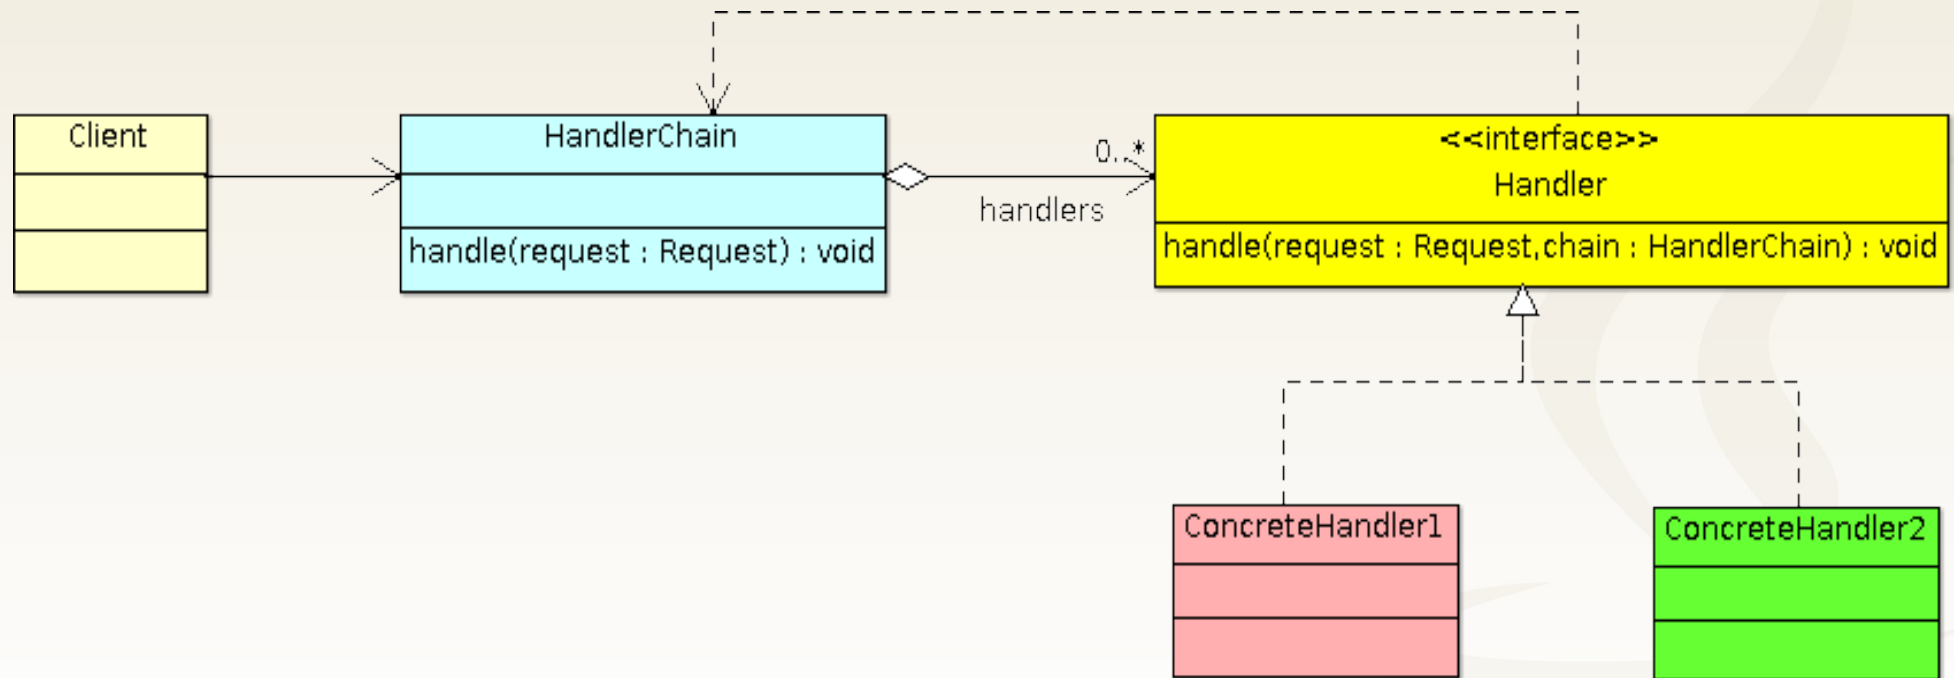 Client
HandlerChain
handle(request : Request) : void
0..*
handlers
<<interface>>
Handler
handle(request : Request,chain : HandlerChain) : void
ConcreteHandler1
ConcreteHandler2